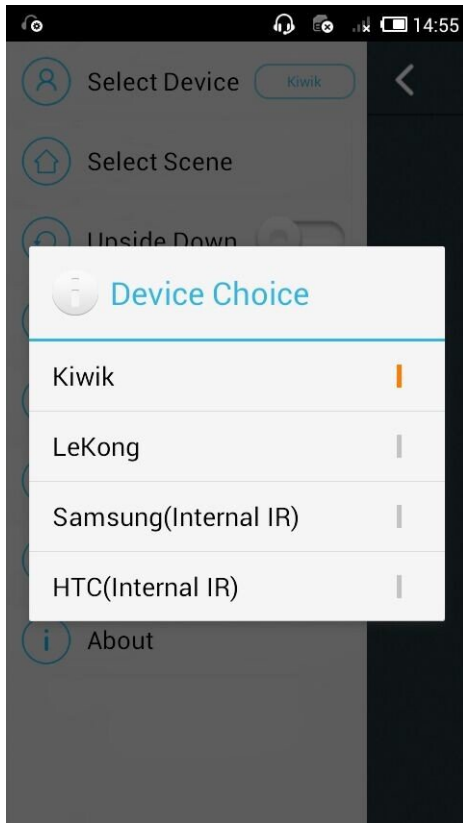 14:55
Select Device Kiwik
Select Scene
Upside Down
Device Choice
Kiwik
LeKong
Samsung(Internal IR)
HTC(Internal IR)
About